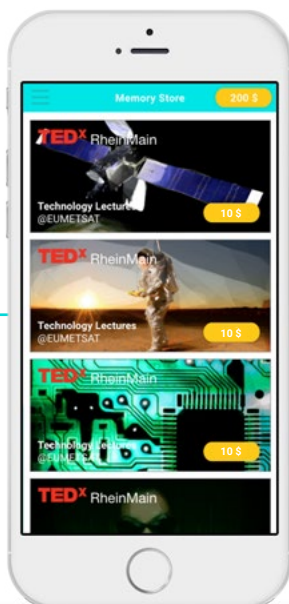 Memory Store 200 $
TEDx RheinMain
Technology Lectures
@EUMETSAT 10 $
TEDx RheinMain
Technology Lectures
@EUMETSAT 10 $
TEDx RheinMain
Technology Lectures
@EUMETSAT 10 $
TEDx RheinMain